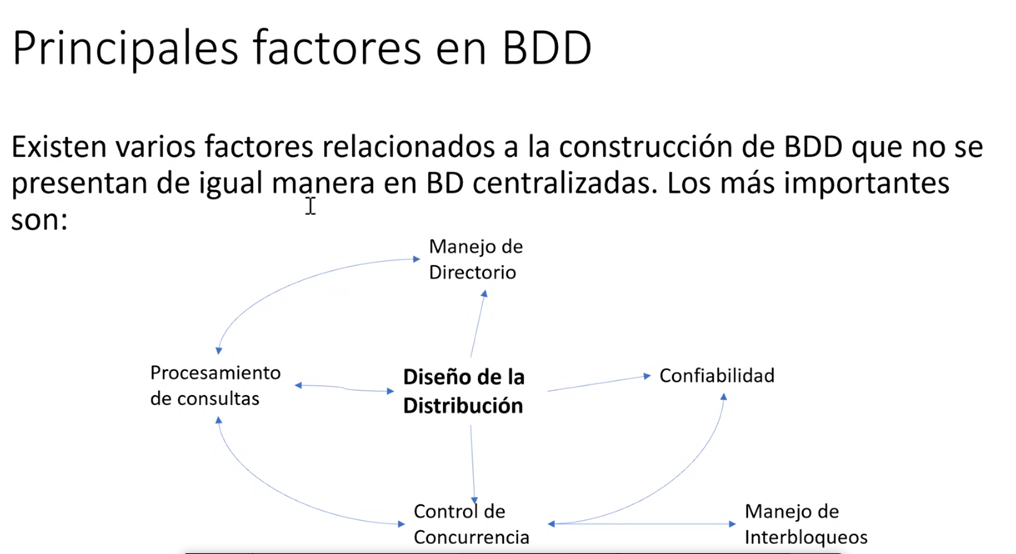 Principales factores en BDD
Existen varios factores relacionados a la construcción de BDD que no se
presentan de igual manera en BD centralizadas. Los más importantes
son:
Manejo de
Directorio
Procesamiento
de consultas
Diseño de la
Distribución
Confiabilidad
Control de
Concurrencia
Manejo de
Interbloqueos